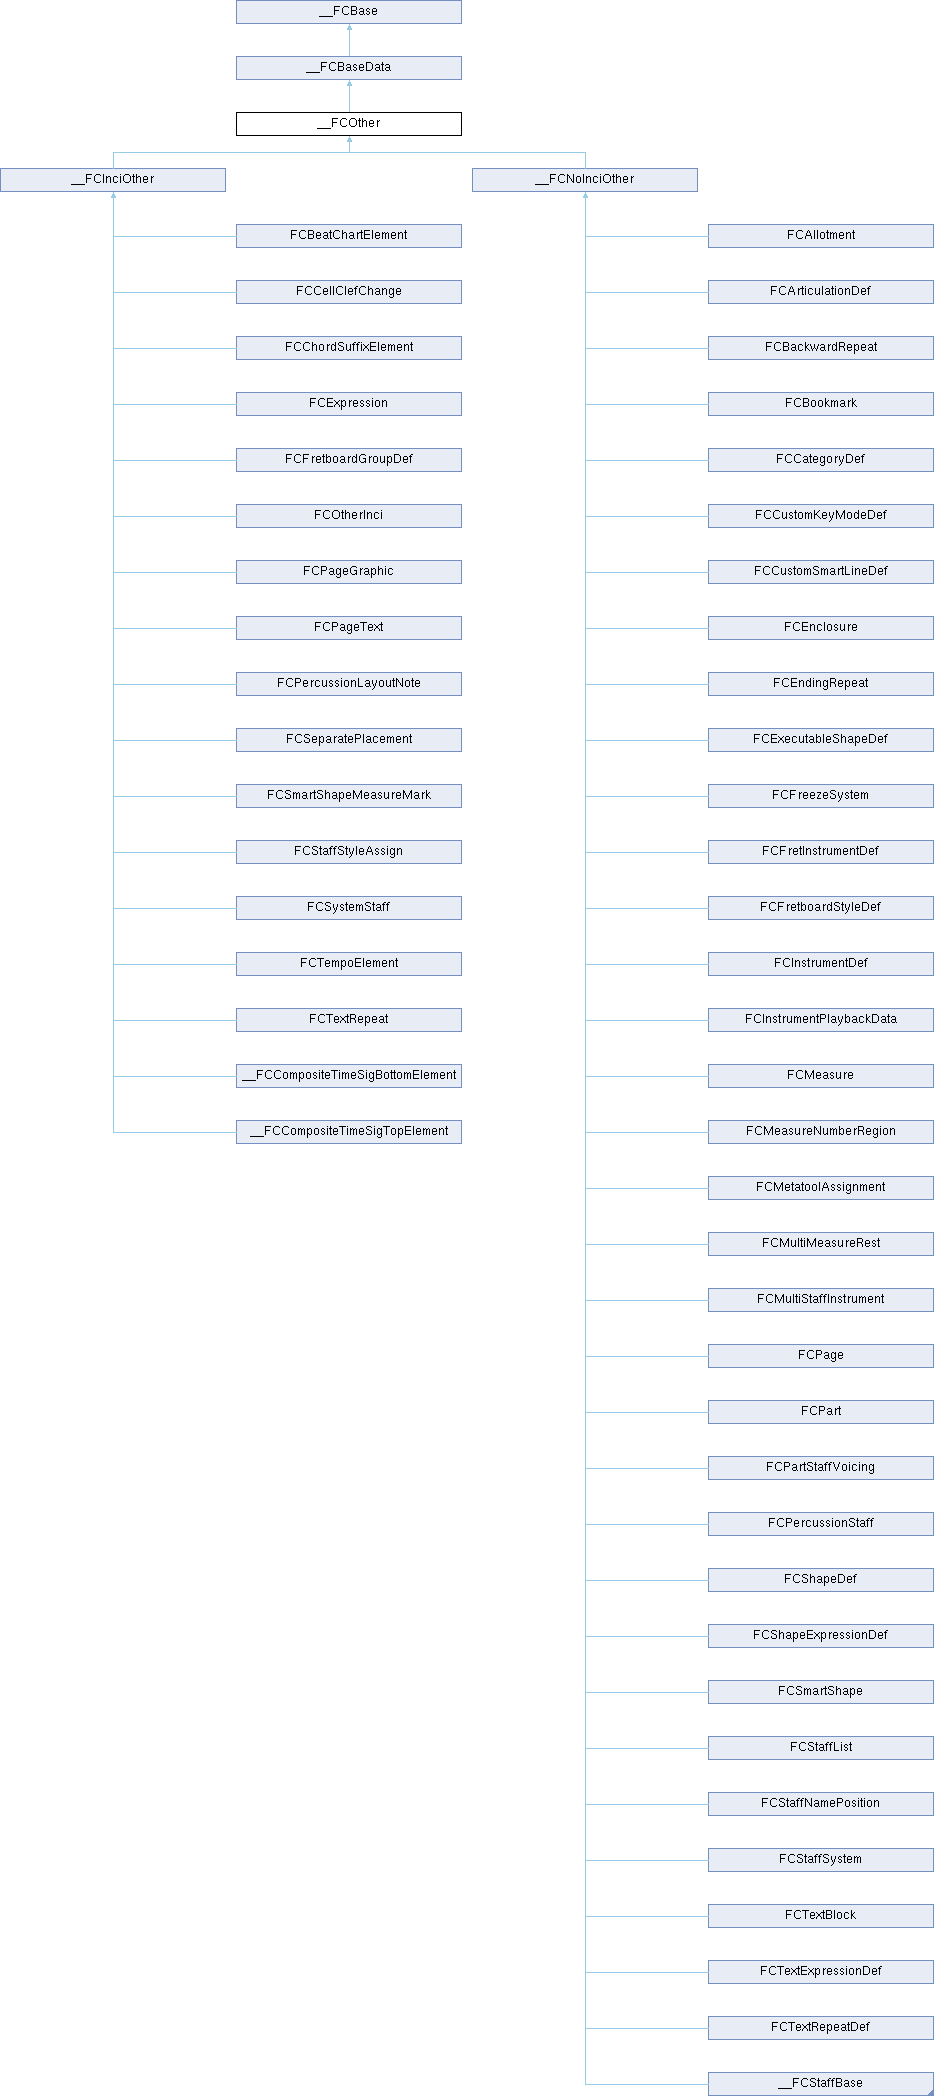 __FCBase
__FCBaseData
__FCOther
__FCInciOther
__FCNoInciOther
FCBeatChartElement
FCCellClefChange
FCChordSuffixElement
FCExpression
FCFretboardGroupDef
FCOtherInci
FCPageGraphic
FCPageText
FCPercussionLayoutNote
FCSeparatePlacement
FCSmartShapeMeasureMark
FCStaffStyleAssign
FCSystemStaff
FCTempoElement
FCTextRepeat
__FCCompositeTimeSigBottomElement
__FCCompositeTimeSigTopElement
FCAllotment
FCArticulationDef
FCBackwardRepeat
FCBookmark
FCCategoryDef
FCCustomKeyModeDef
FCCustomSmartLineDef
FCEnclosure
FCEndingRepeat
FCExecutableShapeDef
FCFreezeSystem
FCFretInstrumentDef
FCFretboardStyleDef
FCInstrumentDef
FCInstrumentPlaybackData
FCMeasure
FCMeasureNumberRegion
FCMetatoolAssignment
FCMultiMeasureRest
FCMultiStaffInstrument
FCPage
FCPart
FCPartStaffVoicing
FCPercussionStaff
FCShapeDef
FCShapeExpressionDef
FCSmartShape
FCStaffList
FCStaffNamePosition
FCStaffSystem
FCTextBlock
FCTextExpressionDef
FCTextRepeatDef
__FCStaffBase